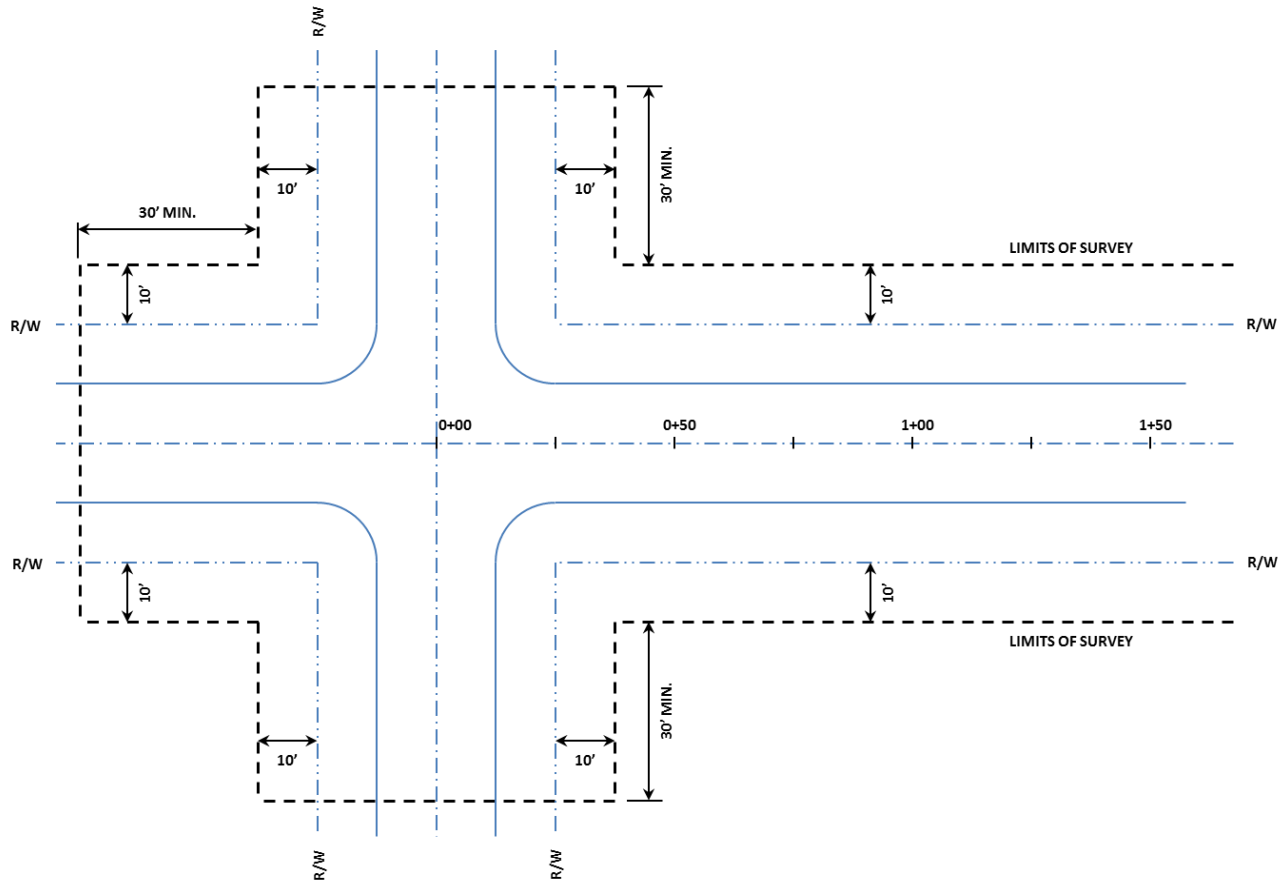 R/W
30' MIN.
10'
10'
30' MIN.
LIMITS OF SURVEY
10'
10'
R/W
R/W
0+00
0+50
1+00
1+50
R/W
R/W
10'
10'
LIMITS OF SURVEY
30' MIN.
10'
10'
R/W
R/W